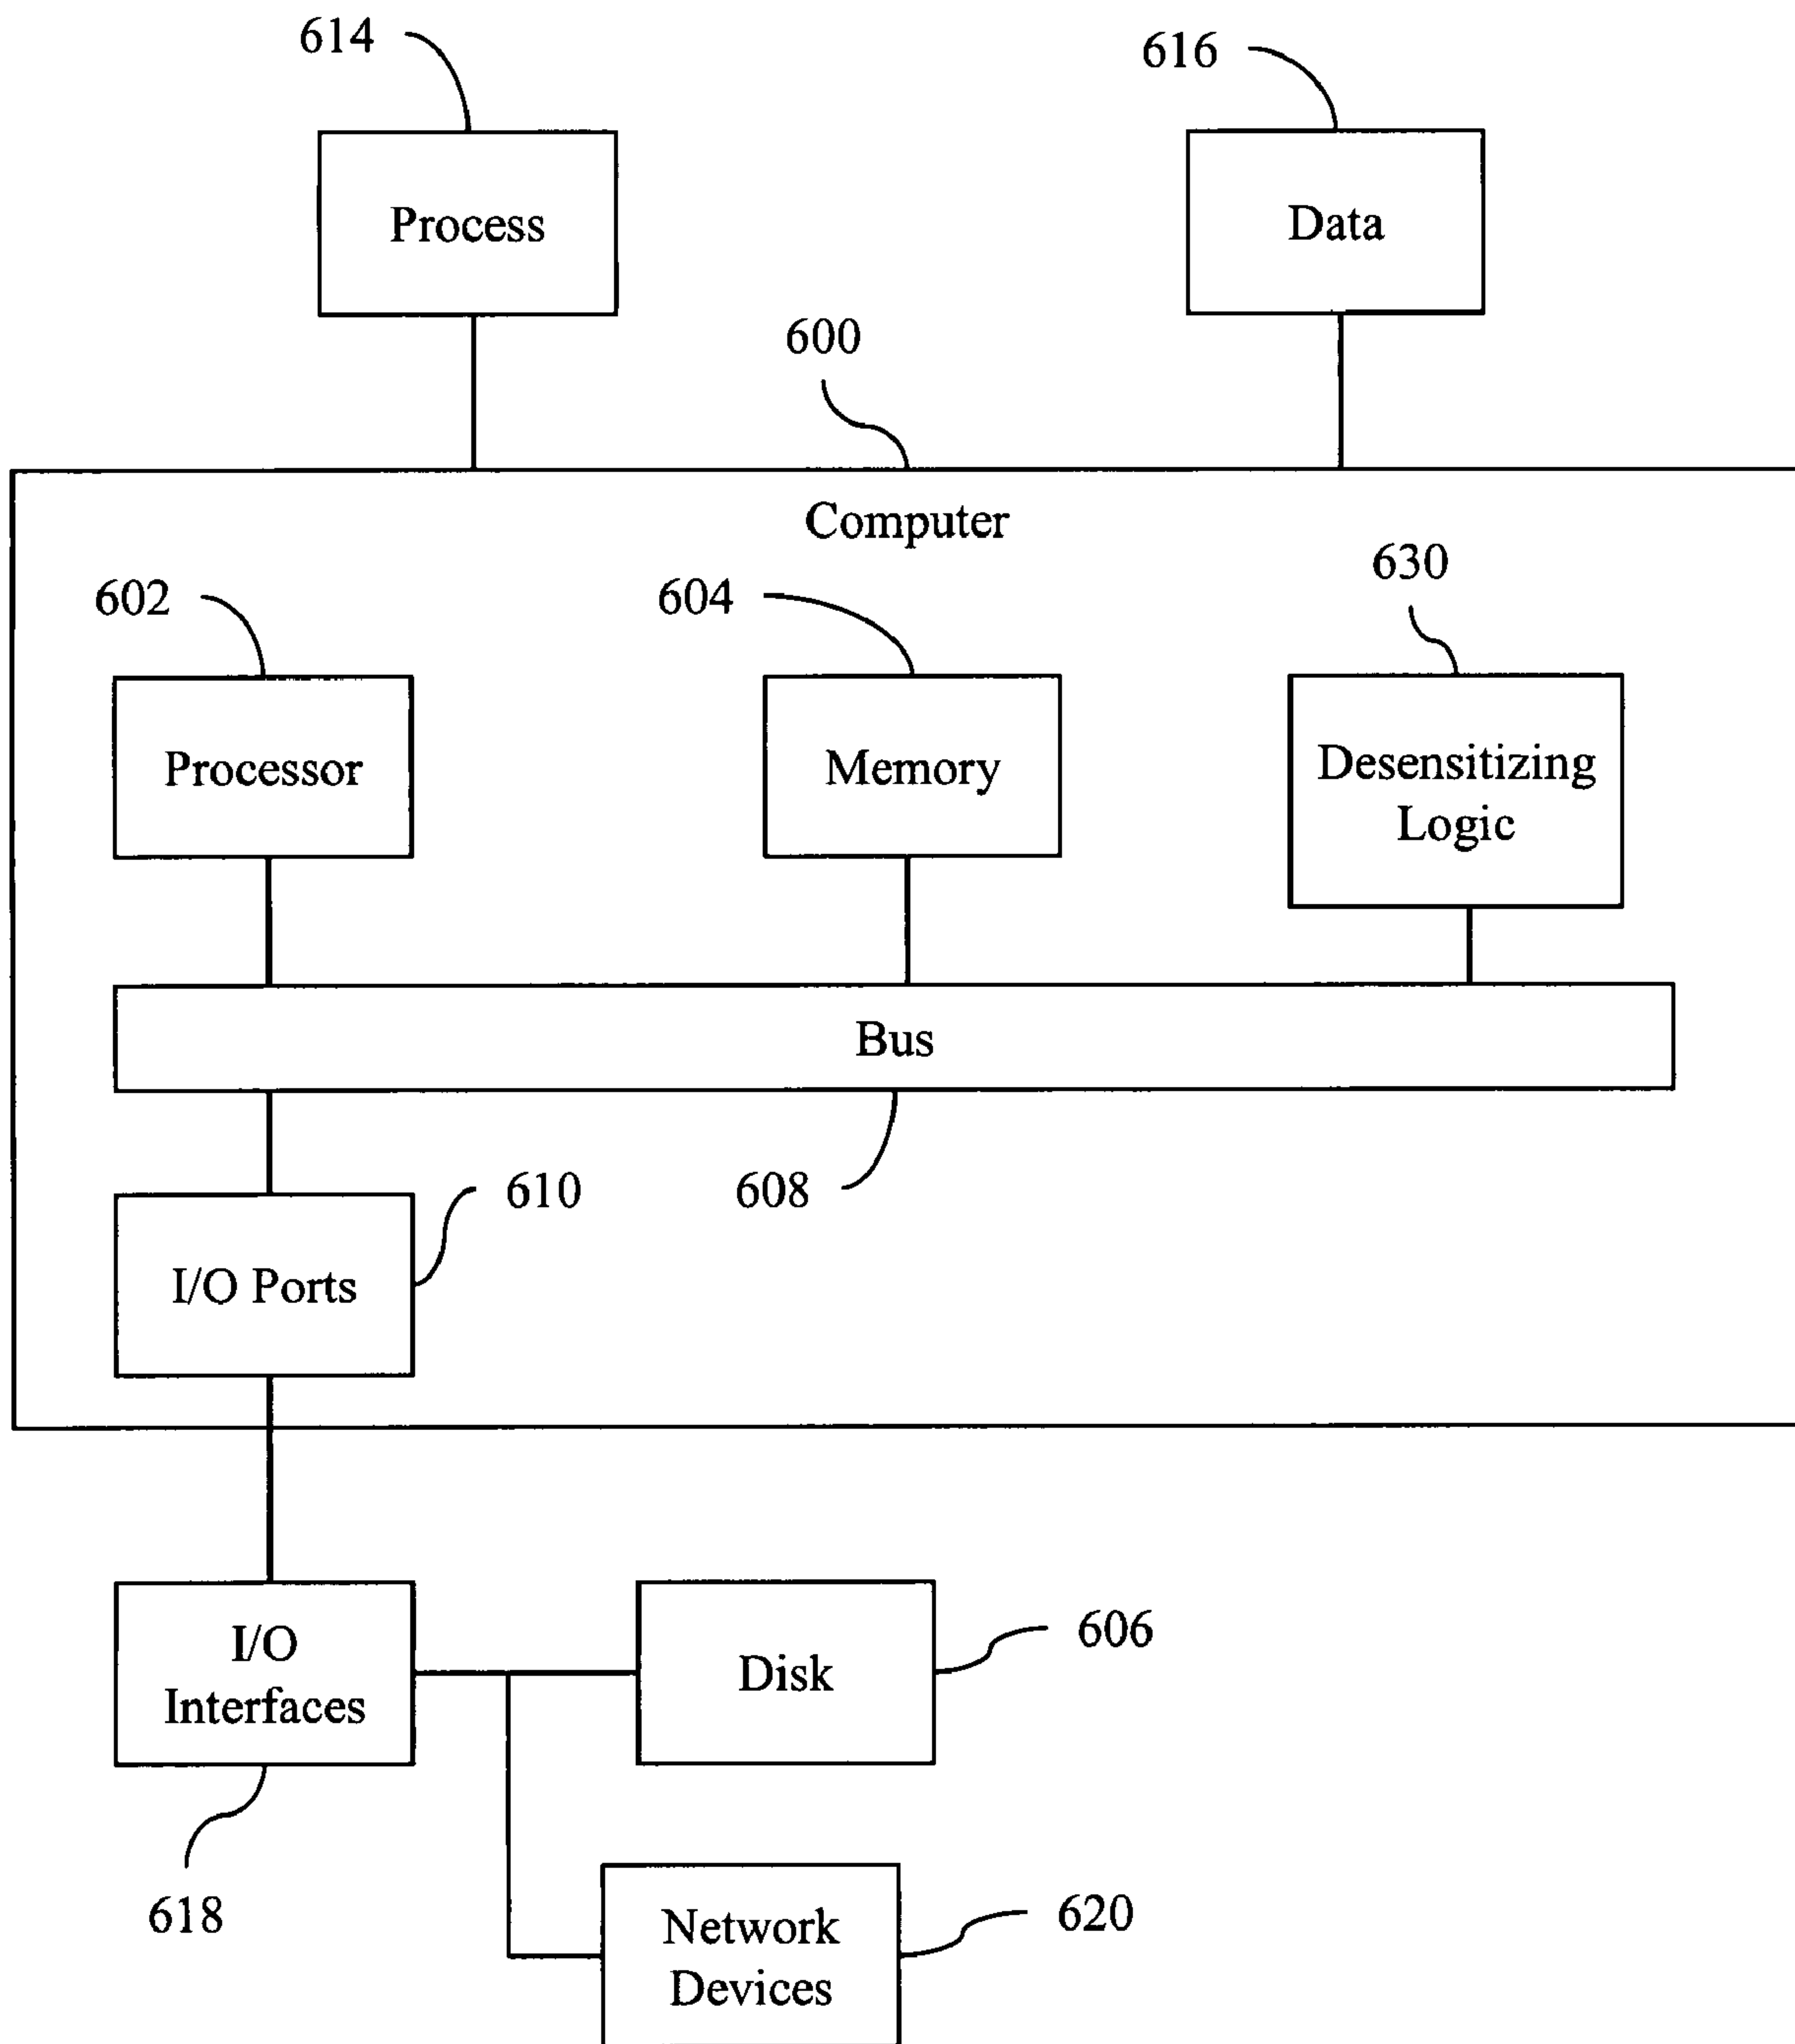 614
616
Process
Data
600
Computer
602
604
630
Processor
Memory
Desensitizing
Logic
Bus
610
608
I/O Ports
I/O
Interfaces
Disk
606
618
Network
Devices
620